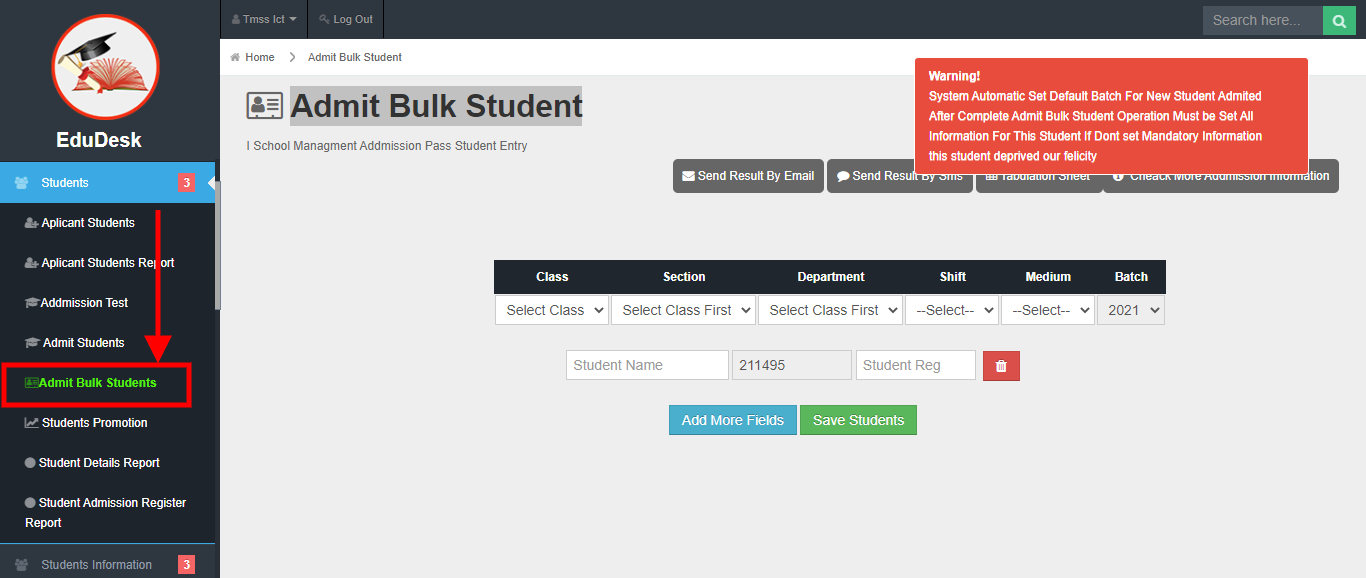 EduDesk
Students 3
Aplicant Students
Aplicant Students Report
Addmission Test
Admit Students
Admit Bulk Students
Students Promotion
Student Details Report
Student Admission Register
Report
Students Information 3
Tmss Ict Log Out Search here...
Home Admit Bulk Student
Admit Bulk Student
I School Managment Addmission Pass Student Entry
Warning!
System Automatic Set Default Batch For New Student Admited
After Complete Admit Bulk Student Operation Must be Set All
Information For This Student If Dont set Mandatory Information
this student deprived our felicity
Send Result By Email Send Result By Sms Tabulation Sheet Cheack More Addmission Information
Class Section Department Shift Medium Batch
Select Class Select Class First Select Class First --Select-- --Select-- 2021
Student Name 211495 Student Reg
Add More Fields Save Students